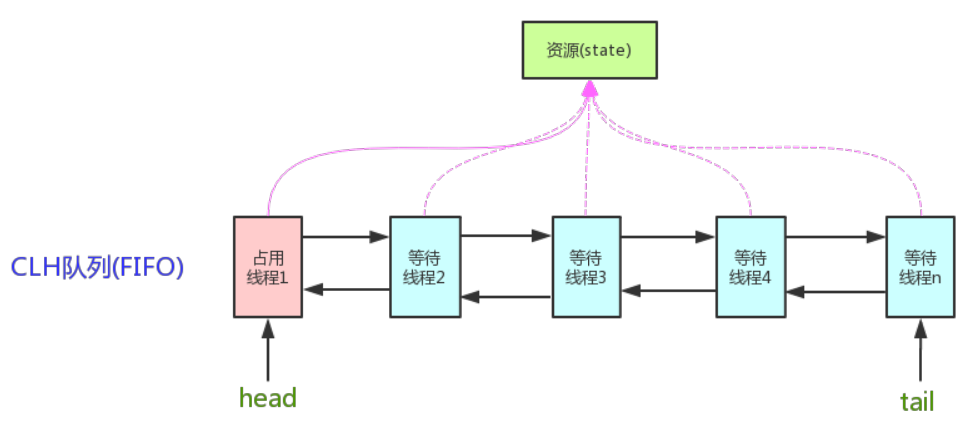 资源(state)
CLH队列(FIFO)
占用
线程1
等待
线程2
等待
线程3
等待
线程4
等待
线程n
head
tail